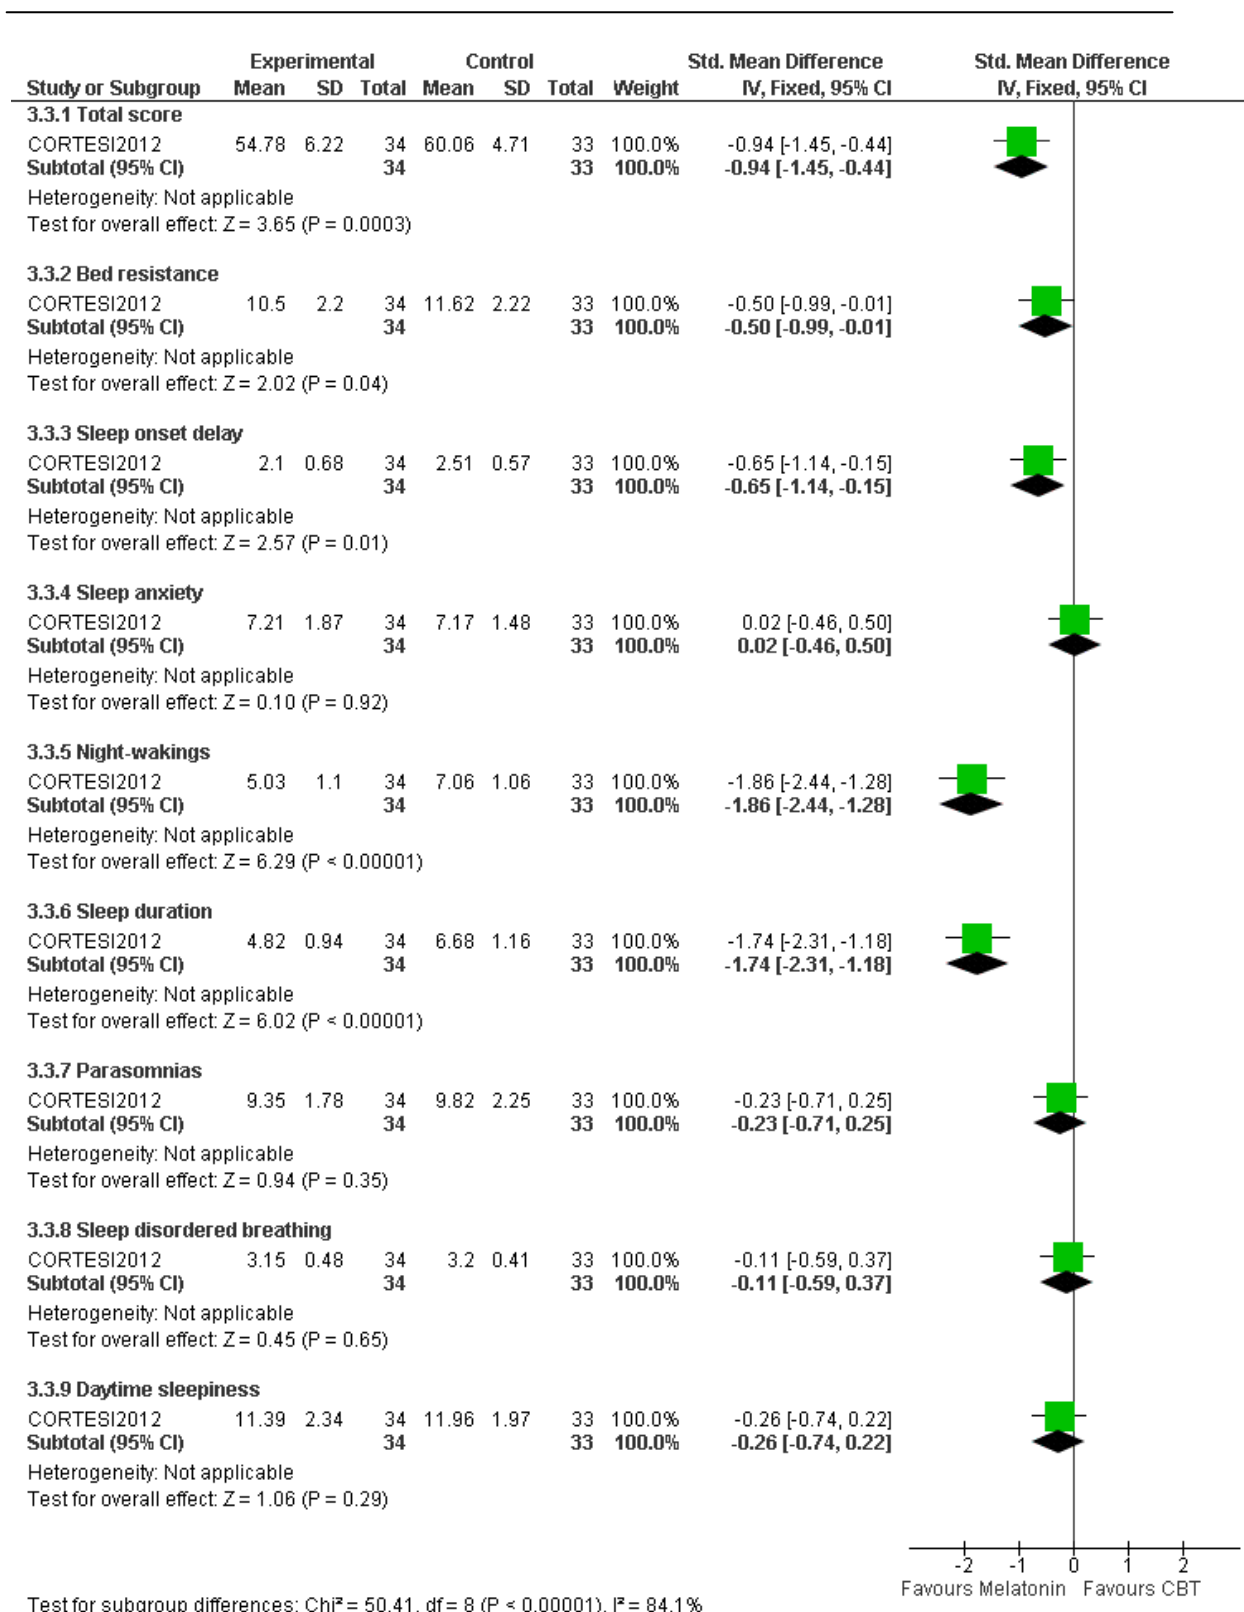 Experimental Control Std. Mean Difference Std. Mean Difference
Study or Subgroup Mean SD Total Mean SD Total Weight IV, Fixed, 95% CI IV, Fixed, 95% CI
3.3.1 Total score
CORTESI2012 54.78 6.22 34 60.06 4.71 33 100.0% -0.94 [-1.45, -0.44]
Subtotal (95% CI) 34 33 100.0% -0.94 [-1.45, -0.44]
Heterogeneity: Not applicable
Test for overall effect: Z = 3.65 (P = 0.0003)
3.3.2 Bed resistance
CORTESI2012 10.5 2.2 34 11.62 2.22 33 100.0% -0.50 [-0.99, -0.01]
Subtotal (95% CI) 34 33 100.0% -0.50 [-0.99, -0.01]
Heterogeneity: Not applicable
Test for overall effect: Z = 2.02 (P = 0.04)
3.3.3 Sleep onset delay
CORTESI2012 2.1 0.68 34 2.51 0.57 33 100.0% -0.65 [-1.14, -0.15]
Subtotal (95% CI) 34 33 100.0% -0.65 [-1.14, -0.15]
Heterogeneity: Not applicable
Test for overall effect: Z = 2.57 (P = 0.01)
3.3.4 Sleep anxiety
CORTESI2012 7.21 1.87 34 7.17 1.48 33 100.0% 0.02 [-0.46, 0.50]
Subtotal (95% CI) 34 33 100.0% 0.02 [-0.46, 0.50]
Heterogeneity: Not applicable
Test for overall effect: Z = 0.10 (P = 0.92)
3.3.5 Night-wakings
CORTESI2012 5.03 1.1 34 7.06 1.06 33 100.0% -1.86 [-2.44, -1.28]
Subtotal (95% CI) 34 33 100.0% -1.86 [-2.44, -1.28]
Heterogeneity: Not applicable
Test for overall effect: Z = 6.29 (P < 0.00001)
3.3.6 Sleep duration
CORTESI2012 4.82 0.94 34 6.68 1.16 33 100.0% -1.74 [-2.31, -1.18]
Subtotal (95% CI) 34 33 100.0% -1.74 [-2.31, -1.18]
Heterogeneity: Not applicable
Test for overall effect: Z = 6.02 (P < 0.00001)
3.3.7 Parasomnias
CORTESI2012 9.35 1.78 34 9.82 2.25 33 100.0% -0.23 [-0.71, 0.25]
Subtotal (95% CI) 34 33 100.0% -0.23 [-0.71, 0.25]
Heterogeneity: Not applicable
Test for overall effect: Z = 0.94 (P = 0.35)
3.3.8 Sleep disordered breathing
CORTESI2012 3.15 0.48 34 3.2 0.41 33 100.0% -0.11 [-0.59, 0.37]
Subtotal (95% CI) 34 33 100.0% -0.11 [-0.59, 0.37]
Heterogeneity: Not applicable
Test for overall effect: Z = 0.45 (P = 0.65)
3.3.9 Daytime sleepiness
CORTESI2012 11.39 2.34 34 11.96 1.97 33 100.0% -0.26 [-0.74, 0.22]
Subtotal (95% CI) 34 33 100.0% -0.26 [-0.74, 0.22]
Heterogeneity: Not applicable
Test for overall effect: Z = 1.06 (P = 0.29)
-2 -1 0 1 2
Favours Melatonin Favours CBT
Test for subgroup differences: Chi² = 50.41, df = 8 (P < 0.00001), I² = 84.1%